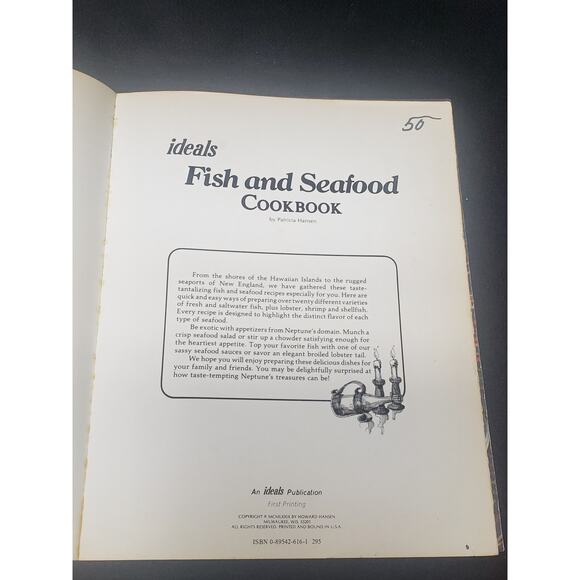 50
ideals
Fish and Seafood
COOKBOOK
by Patricia Hansen
From the shores of the Hawaiian Islands to the rugged
seaports of New England, we have gathered these taste-
tantalizing fish and seafood recipes especially for you. Here are
quick and easy ways of preparing over twenty different varieties
of fresh and saltwater fish, plus lobster, shrimp and shellfish.
Every recipe is designed to highlight the distinct flavor of each
type of seafood.
Be exotic with appetizers from Neptune's domain. Munch a
crisp seafood salad or stir up a chowder satisfying enough for
the heartiest appetite. Top your favorite fish with one of our
sassy seafood sauces or savor an elegant broiled lobster tail.
We hope you will enjoy preparing these delicious dishes for
your family and friends. You may be delightfully surprised at
how taste-tempting Neptune's treasures can be!
An ideals Publication
First Printing
COPYRIGHT © MCMLXXIX BY HOWARD HANSEN
MILWAUKEE, WIS. 53201
ALL RIGHTS RESERVED. PRINTED AND BOUND IN U.S.A.
ISBN 0-89542-616-1 295